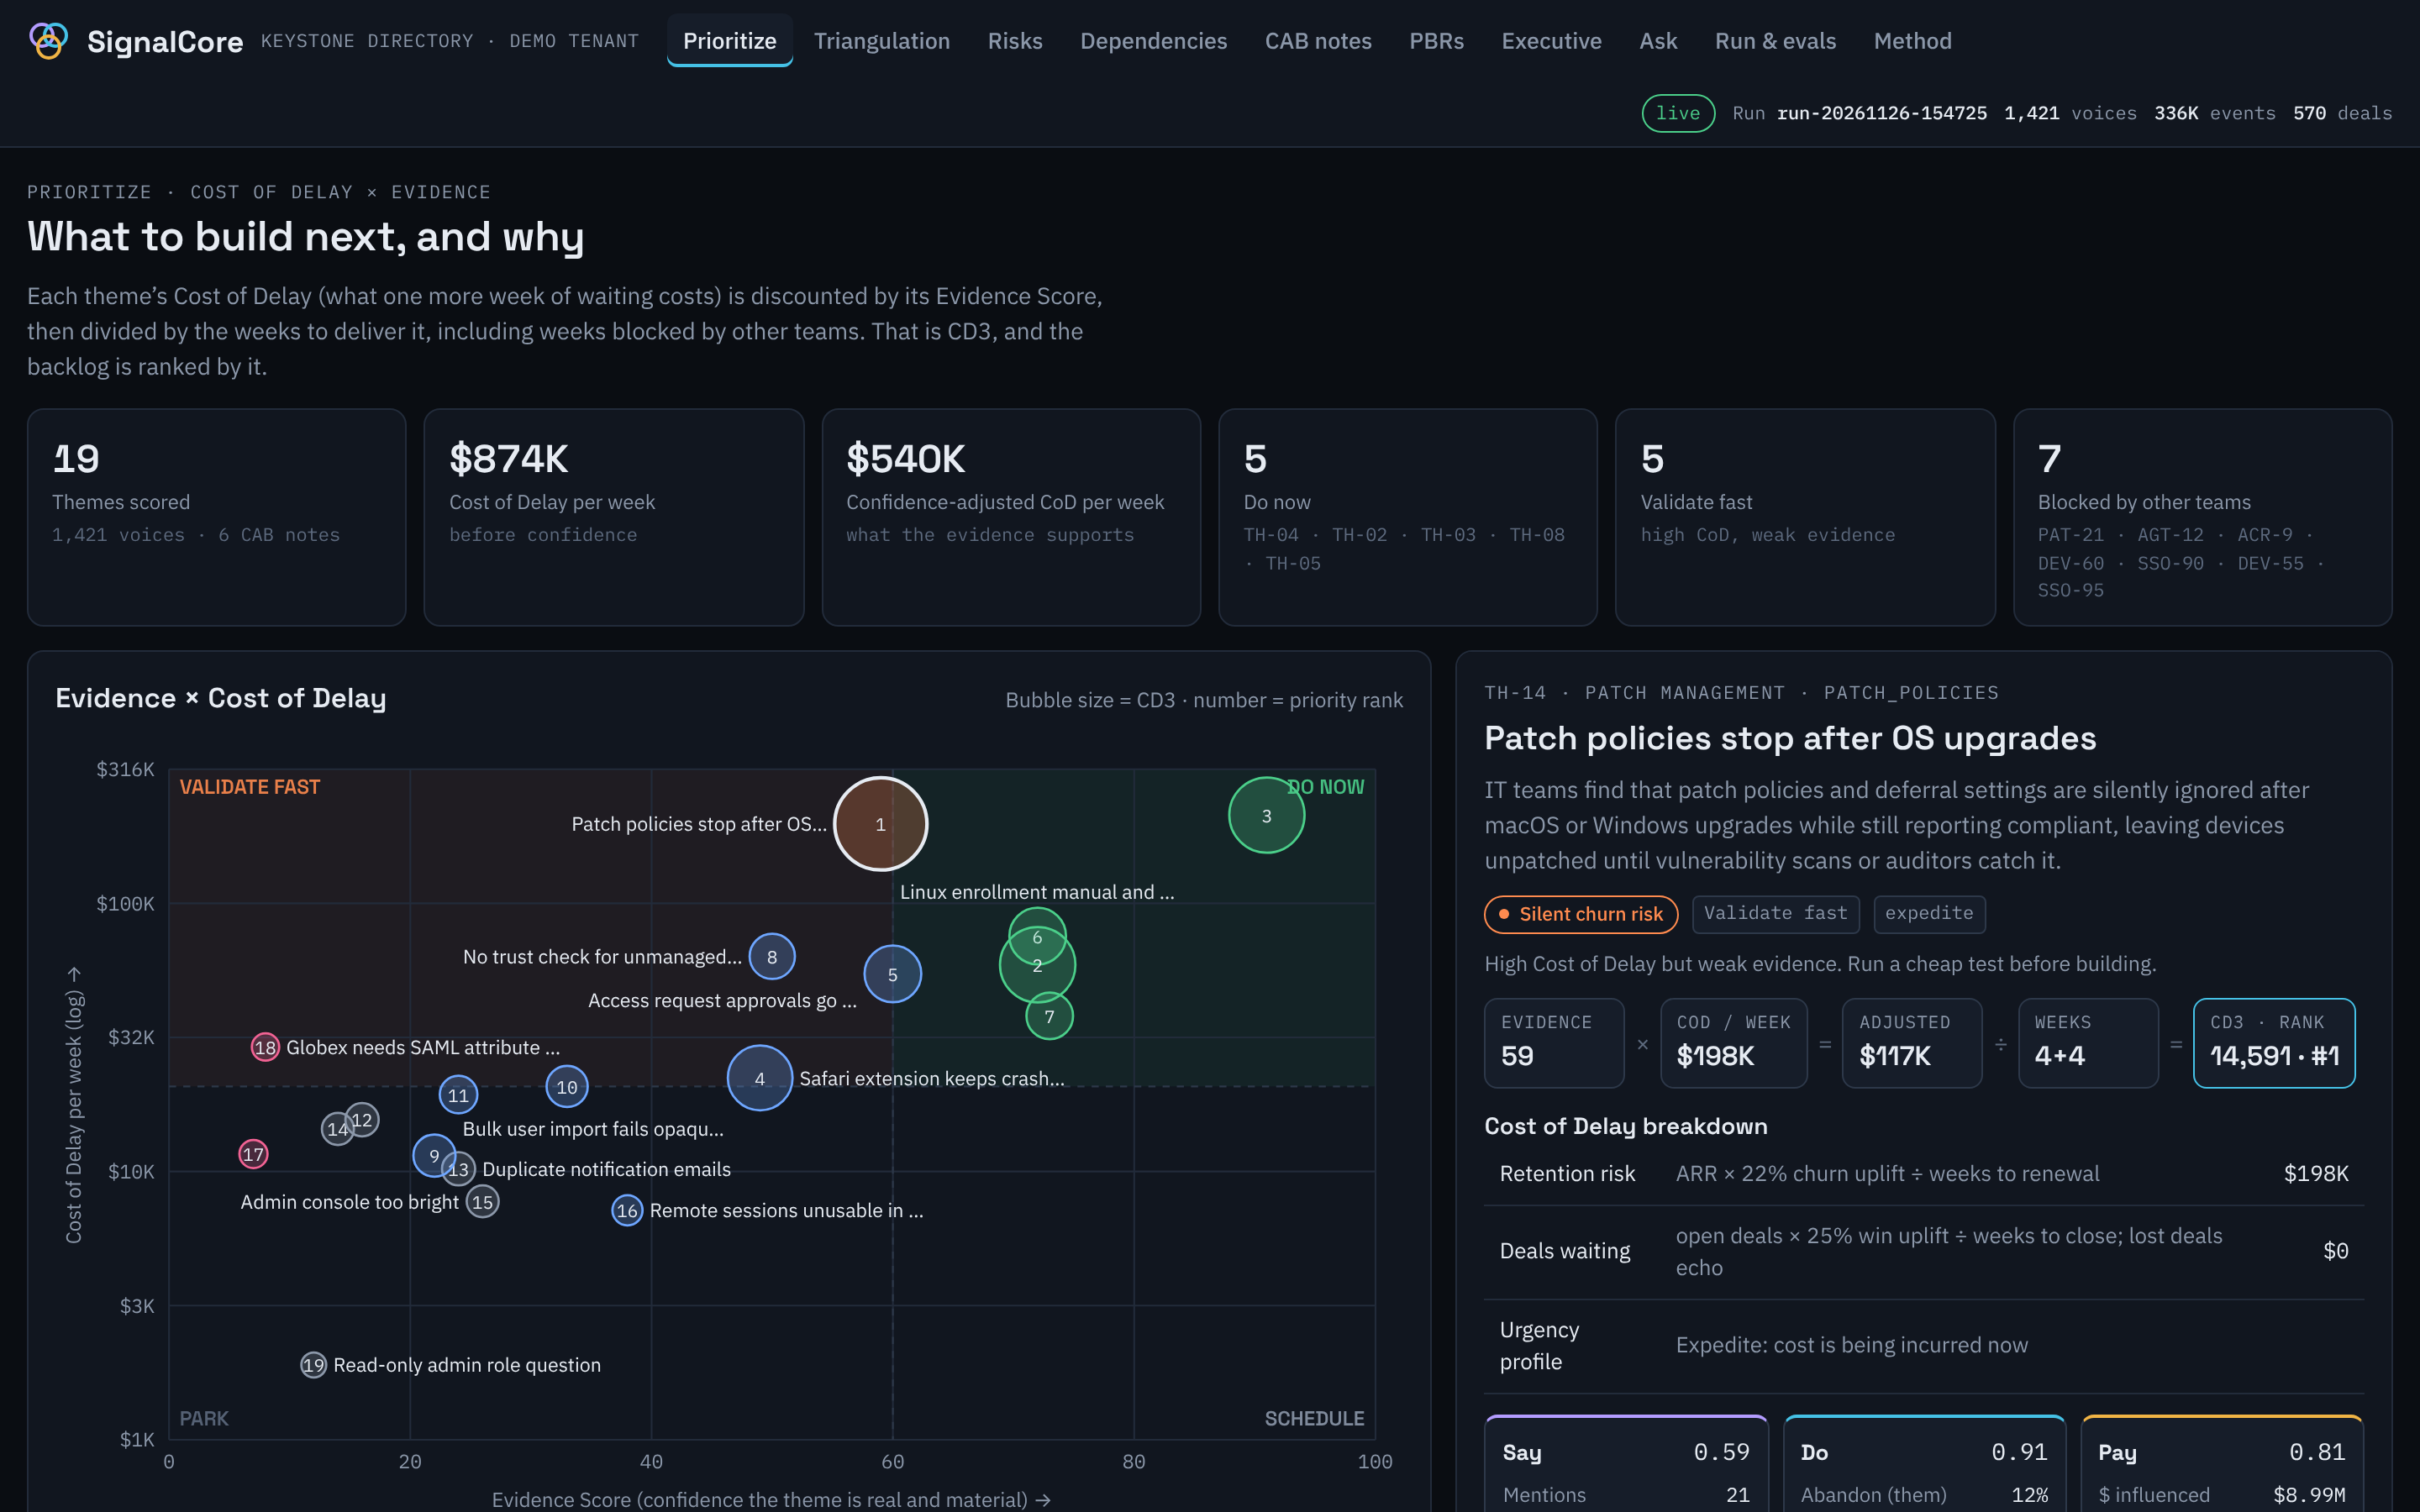 SignalCore
KEYSTONE DIRECTORY · DEMO TENANT
Prioritize
Triangulation
Risks
Dependencies
CAB notes
PBRs
Executive
Ask
Run & evals
Method
live
Run run-20261126-154725 1,421 voices 336K events 570 deals
PRIORITIZE · COST OF DELAY × EVIDENCE
What to build next, and why
Each theme’s Cost of Delay (what one more week of waiting costs) is discounted by its Evidence Score,
then divided by the weeks to deliver it, including weeks blocked by other teams. That is CD3, and the
backlog is ranked by it.
19
Themes scored
1,421 voices · 6 CAB notes
$874K
Cost of Delay per week
before confidence
$540K
Confidence-adjusted CoD per week
what the evidence supports
5
Do now
TH-04 · TH-02 · TH-03 · TH-08
· TH-05
5
Validate fast
high CoD, weak evidence
7
Blocked by other teams
PAT-21 · AGT-12 · ACR-9 ·
DEV-60 · SSO-90 · DEV-55 ·
SSO-95
Evidence × Cost of Delay
Bubble size = CD3 · number = priority rank
Cost of Delay per week (log) →
$316K
$100K
$32K
$10K
$3K
$1K
VALIDATE FAST
DO NOW
Patch policies stop after OS...
1
3
Linux enrollment manual and ...
6
No trust check for unmanaged...
8
5
2
Access request approvals go ...
7
18
Globex needs SAML attribute ...
4
Safari extension keeps crash...
10
11
12
14
Bulk user import fails opaqu...
17
9
13
Duplicate notification emails
Admin console too bright
15
16
Remote sessions unusable in ...
19
Read-only admin role question
PARK
SCHEDULE
0
20
40
60
80
100
Evidence Score (confidence the theme is real and material) →
TH-14 · PATCH MANAGEMENT · PATCH_POLICIES
Patch policies stop after OS upgrades
IT teams find that patch policies and deferral settings are silently ignored after
macOS or Windows upgrades while still reporting compliant, leaving devices
unpatched until vulnerability scans or auditors catch it.
Silent churn risk
Validate fast
expedite
High Cost of Delay but weak evidence. Run a cheap test before building.
EVIDENCE
59
×
COD / WEEK
$198K
=
ADJUSTED
$117K
÷
WEEKS
4+4
=
CD3 · RANK
14,591 · #1
Cost of Delay breakdown
Retention risk
ARR × 22% churn uplift ÷ weeks to renewal
$198K
Deals waiting
open deals × 25% win uplift ÷ weeks to close; lost deals
echo
$0
Urgency
profile
Expedite: cost is being incurred now
Say
0.59
Mentions
21
Do
0.91
Abandon (them)
12%
Pay
0.81
$ influenced
$8.99M